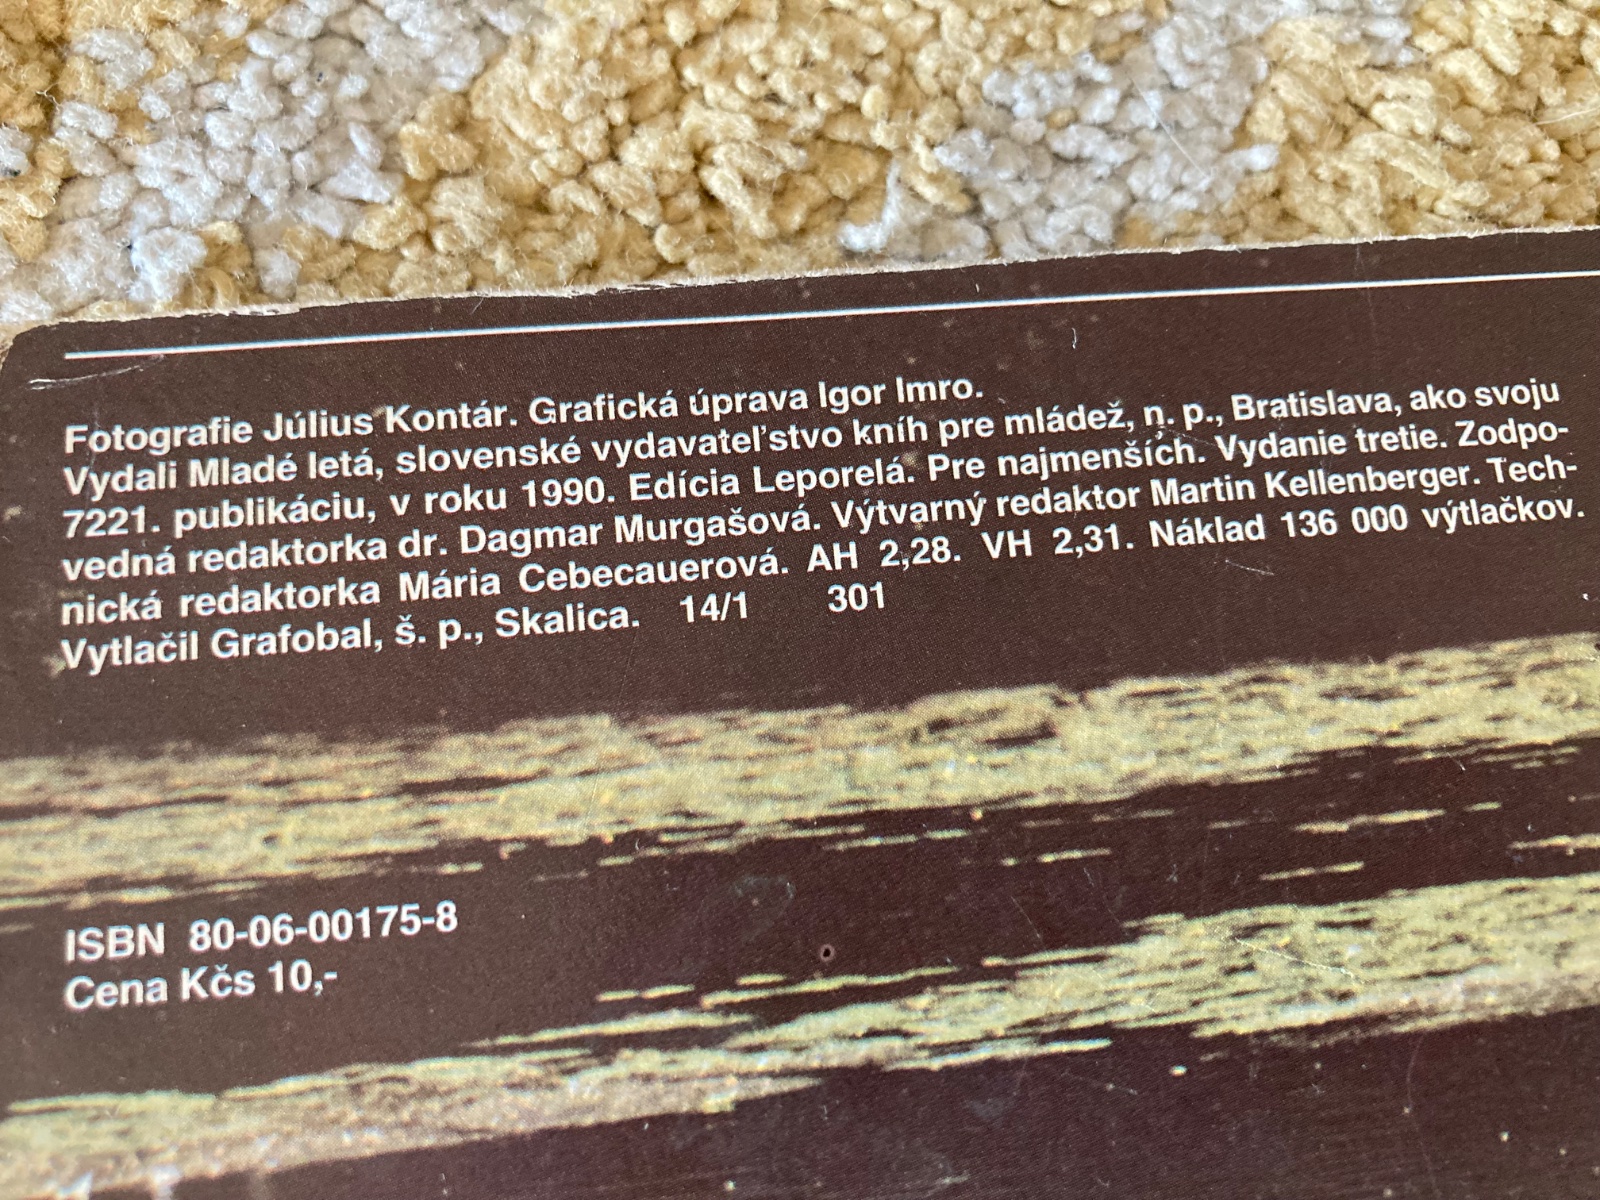 Fotografie Július Kontár. Grafická úprava Igor Imro.
Vydali Mladé letá, slovenské vydavateľstvo kníh pre mládež, n. p., Bratislava, ako svoju
7221. publikáciu, v roku 1990. Edícia Leporelá. Pre najmenších. Vydanie tretie. Zodpo-
vedná redaktorka dr. Dagmar Murgašová. Výtvarný redaktor Martin Kellenberger. Tech-
nická redaktorka Mária Cebecauerová. AH 2,28. VH 2,31. Náklad 136 000 výtlačkov.
Vytlačil Grafobal, š. p., Skalica. 14/1 301
ISBN 80-06-00175-8
Cena Kčs 10,-